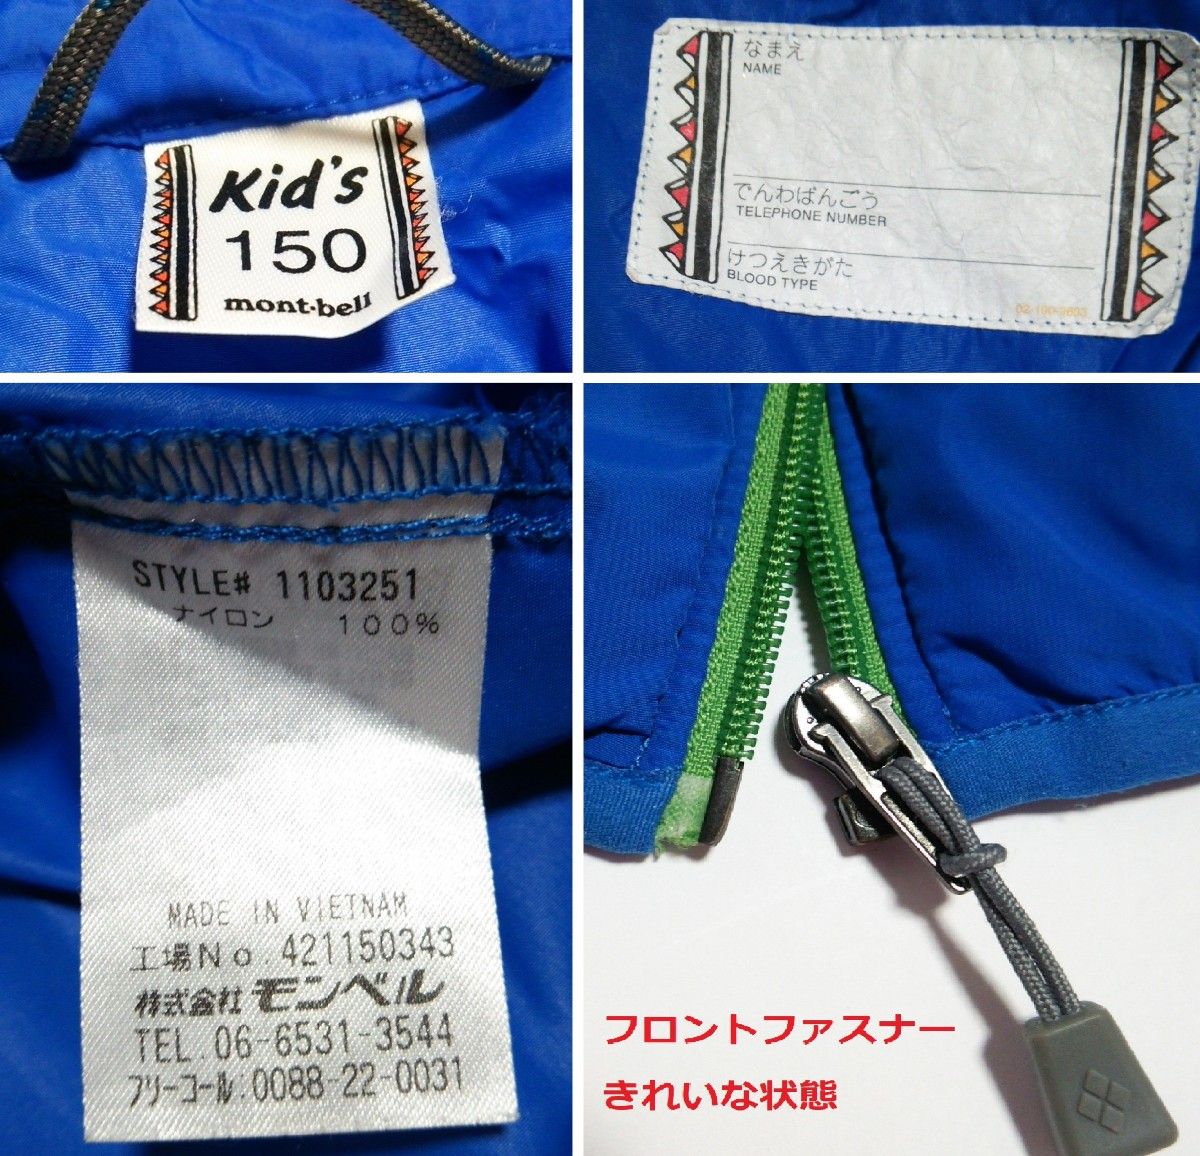 Kid's
150
mont-bell
なまえ
NAME
でんわばんごう
TELEPHONE NUMBER
けつえきがた
BLOOD TYPE
STYLE# 1103251
ナイロン 100%
MADE IN VIETNAM
工場No.421150343
株式会社 モンベル
TEL.06-6531-3544
フリーコール:0088-22-0031
フロントファスナー
きれいな状態